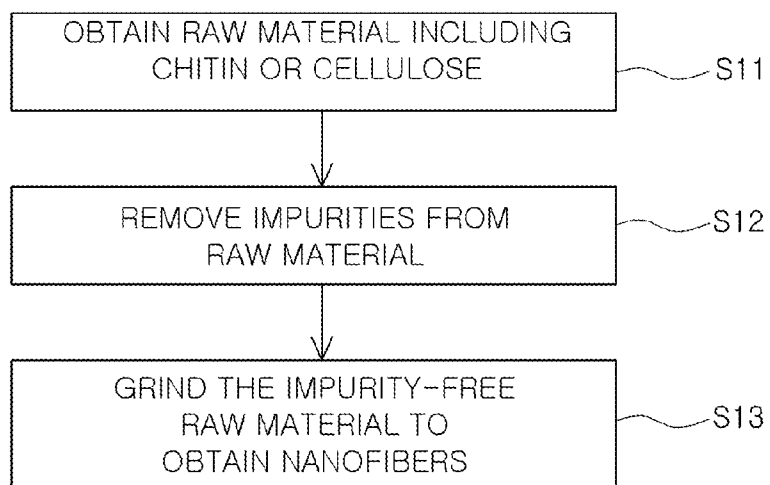 OBTAIN RAW MATERIAL INCLUDING
CHITIN OR CELLULOSE
S11
REMOVE IMPURITIES FROM
RAW MATERIAL
S12
GRIND THE IMPURITY-FREE
RAW MATERIAL TO
OBTAIN NANOFIBERS
S13